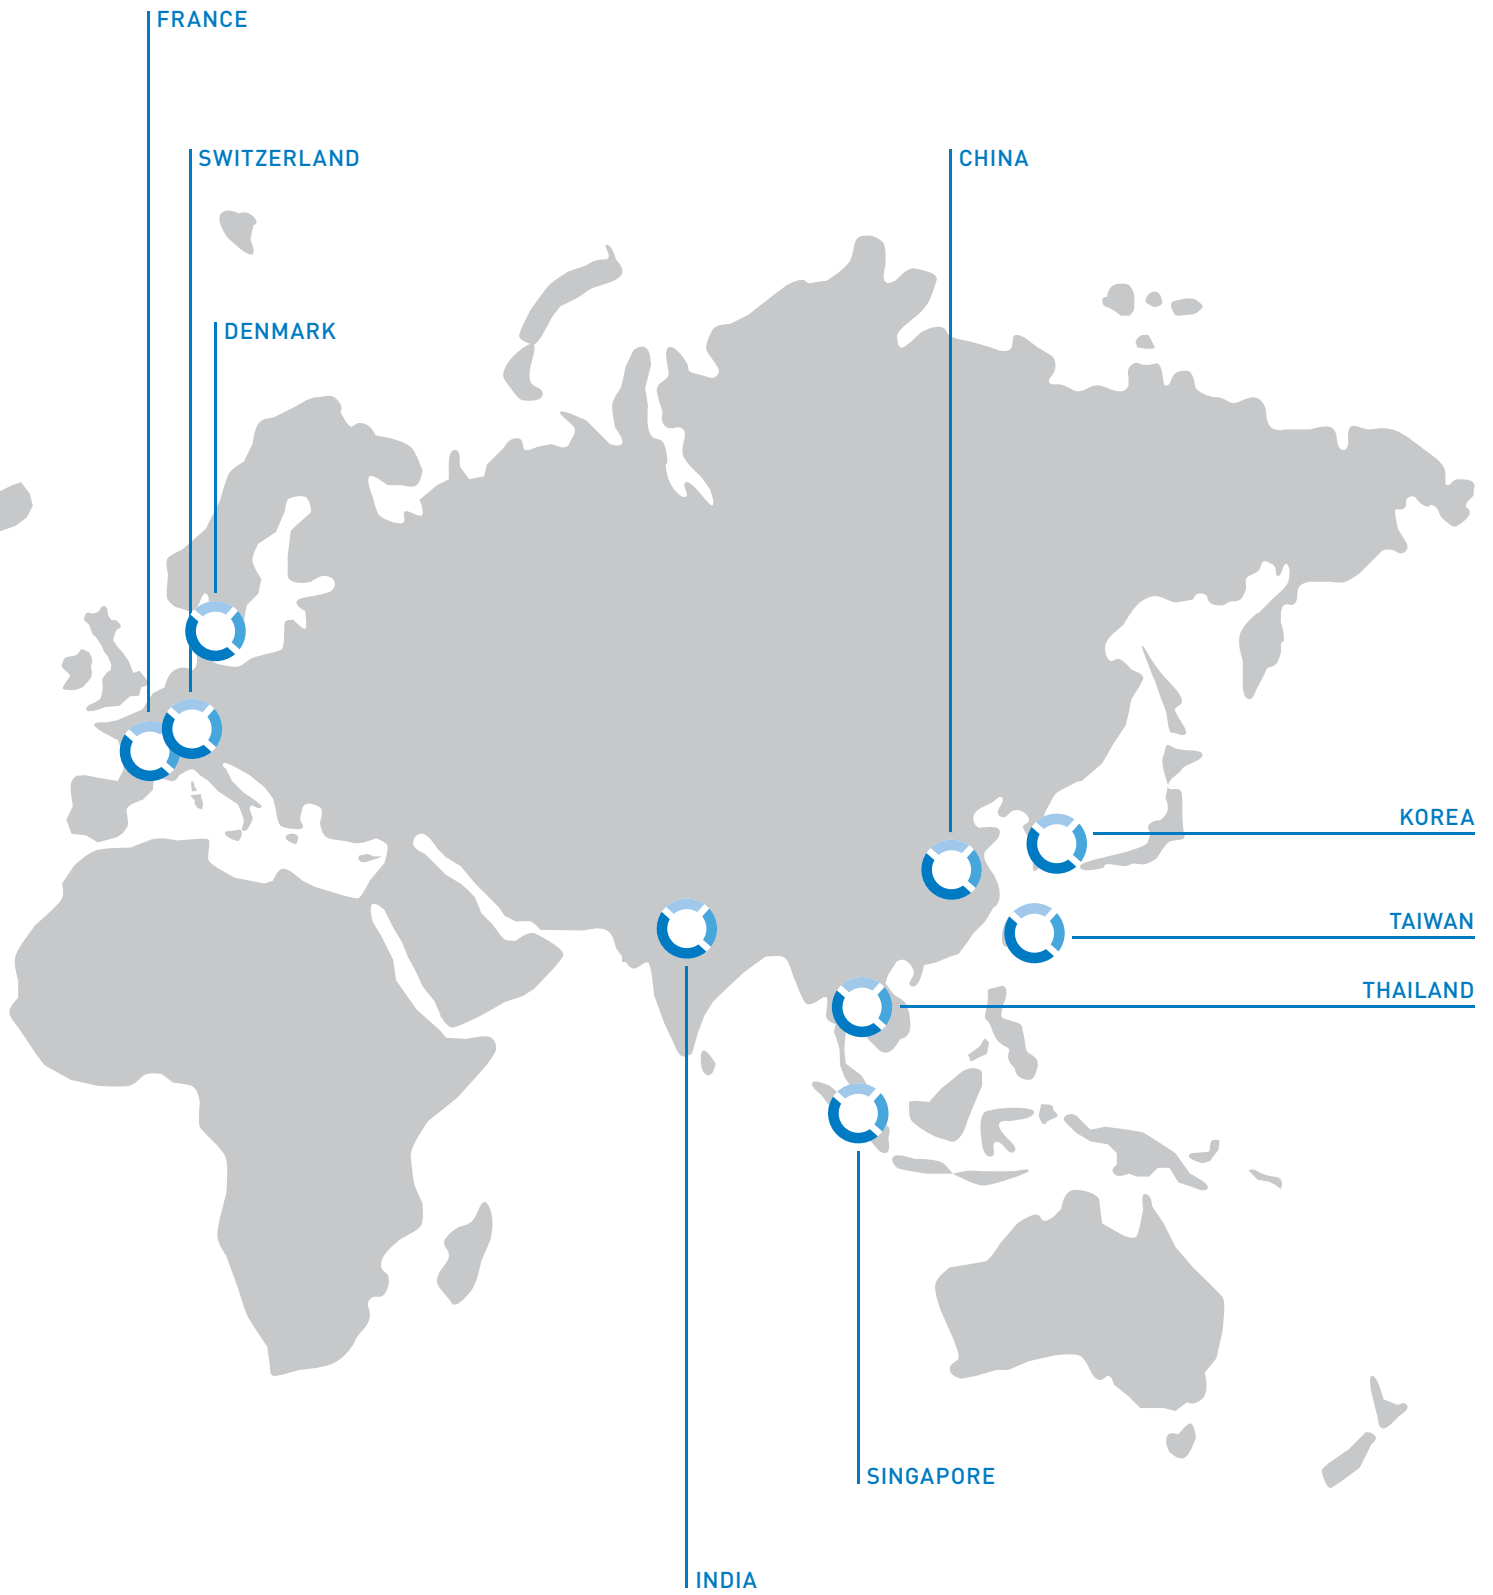 FRANCE
SWITZERLAND
CHINA
DENMARK
KOREA
TAIWAN
THAILAND
SINGAPORE
INDIA